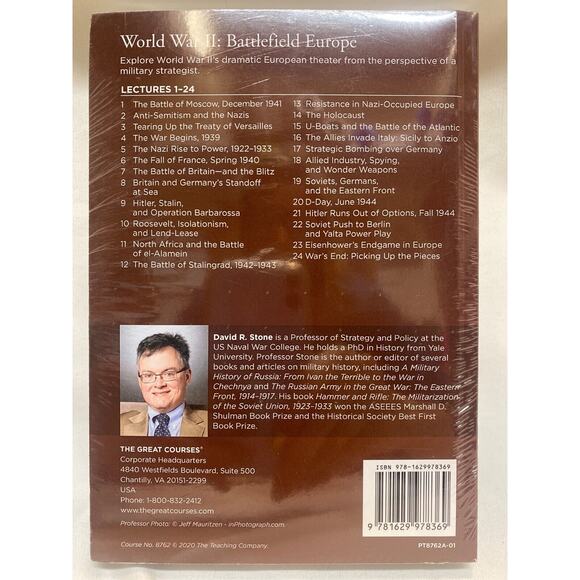 World War II: Battlefield Europe
Explore World War II's dramatic European theater from the perspective of a
military strategist.
LECTURES 1–24
1 The Battle of Moscow, December 1941
2 Anti-Semitism and the Nazis
3 Tearing Up the Treaty of Versailles
4 The War Begins, 1939
5 The Nazi Rise to Power, 1922–1933
6 The Fall of France, Spring 1940
7 The Battle of Britain—and the Blitz
8 Britain and Germany's Standoff
at Sea
9 Hitler, Stalin,
and Operation Barbarossa
10 Roosevelt, Isolationism,
and Lend-Lease
11 North Africa and the Battle
of el-Alamein
12 The Battle of Stalingrad, 1942–1943
13 Resistance in Nazi-Occupied Europe
14 The Holocaust
15 U-Boats and the Battle of the Atlantic
16 The Allies Invade Italy: Sicily to Anzio
17 Strategic Bombing over Germany
18 Allied Industry, Spying,
and Wonder Weapons
19 Soviets, Germans,
and the Eastern Front
20 D-Day, June 1944
21 Hitler Runs Out of Options, Fall 1944
22 Soviet Push to Berlin
and Yalta Power Play
23 Eisenhower's Endgame in Europe
24 War's End: Picking Up the Pieces
David R. Stone is a Professor of Strategy and Policy at the
US Naval War College. He holds a PhD in History from Yale
University. Professor Stone is the author or editor of several
books and articles on military history, including A Military
History of Russia: From Ivan the Terrible to the War in
Chechnya and The Russian Army in the Great War: The Eastern
Front, 1914–1917. His book Hammer and Rifle: The Militarization
of the Soviet Union, 1923–1933 won the ASEEES Marshall D.
Shulman Book Prize and the Historical Society Best First
Book Prize.
THE GREAT COURSES®
Corporate Headquarters
4840 Westfields Boulevard, Suite 500
Chantilly, VA 20151-2299
USA
Phone: 1-800-832-2412
www.thegreatcourses.com
Professor Photo: © Jeff Mauritzen - inPhotograph.com.
Course No. 8762 © 2020 The Teaching Company.
ISBN 978-1629978369
9 781629 978369
PT8762A-01